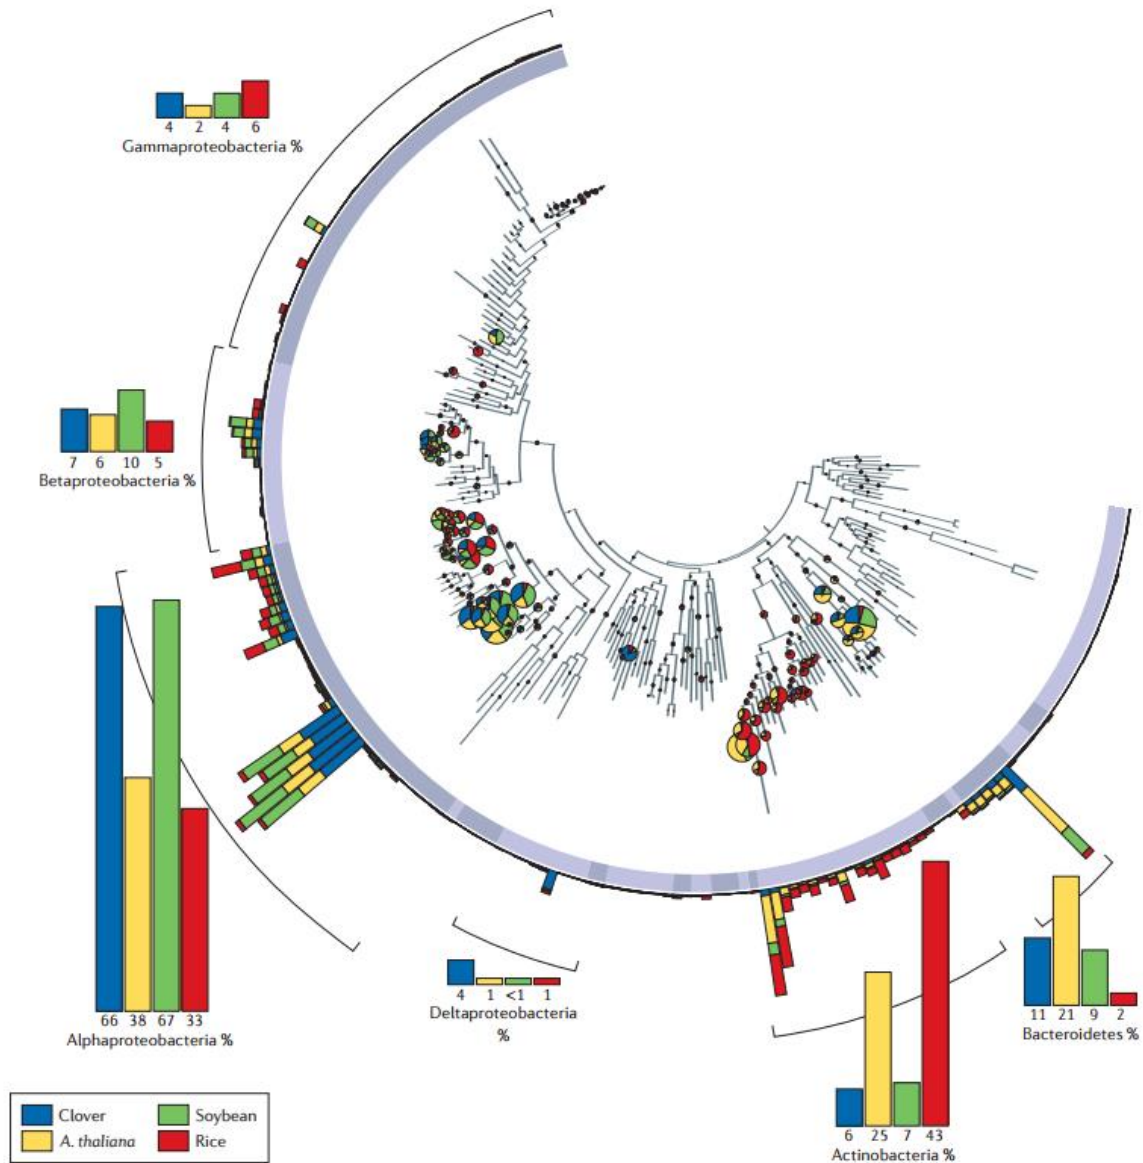 4 2 4 6
Gammaproteobacteria %
7 6 10 5
Betaproteobacteria %
66 38 67 33
Alphaproteobacteria %
4 1 <1 1
Deltaproteobacteria
%
11 21 9 2
Bacteroidetes %
6 25 7 43
Actinobacteria %
Clover Soybean
A. thaliana Rice